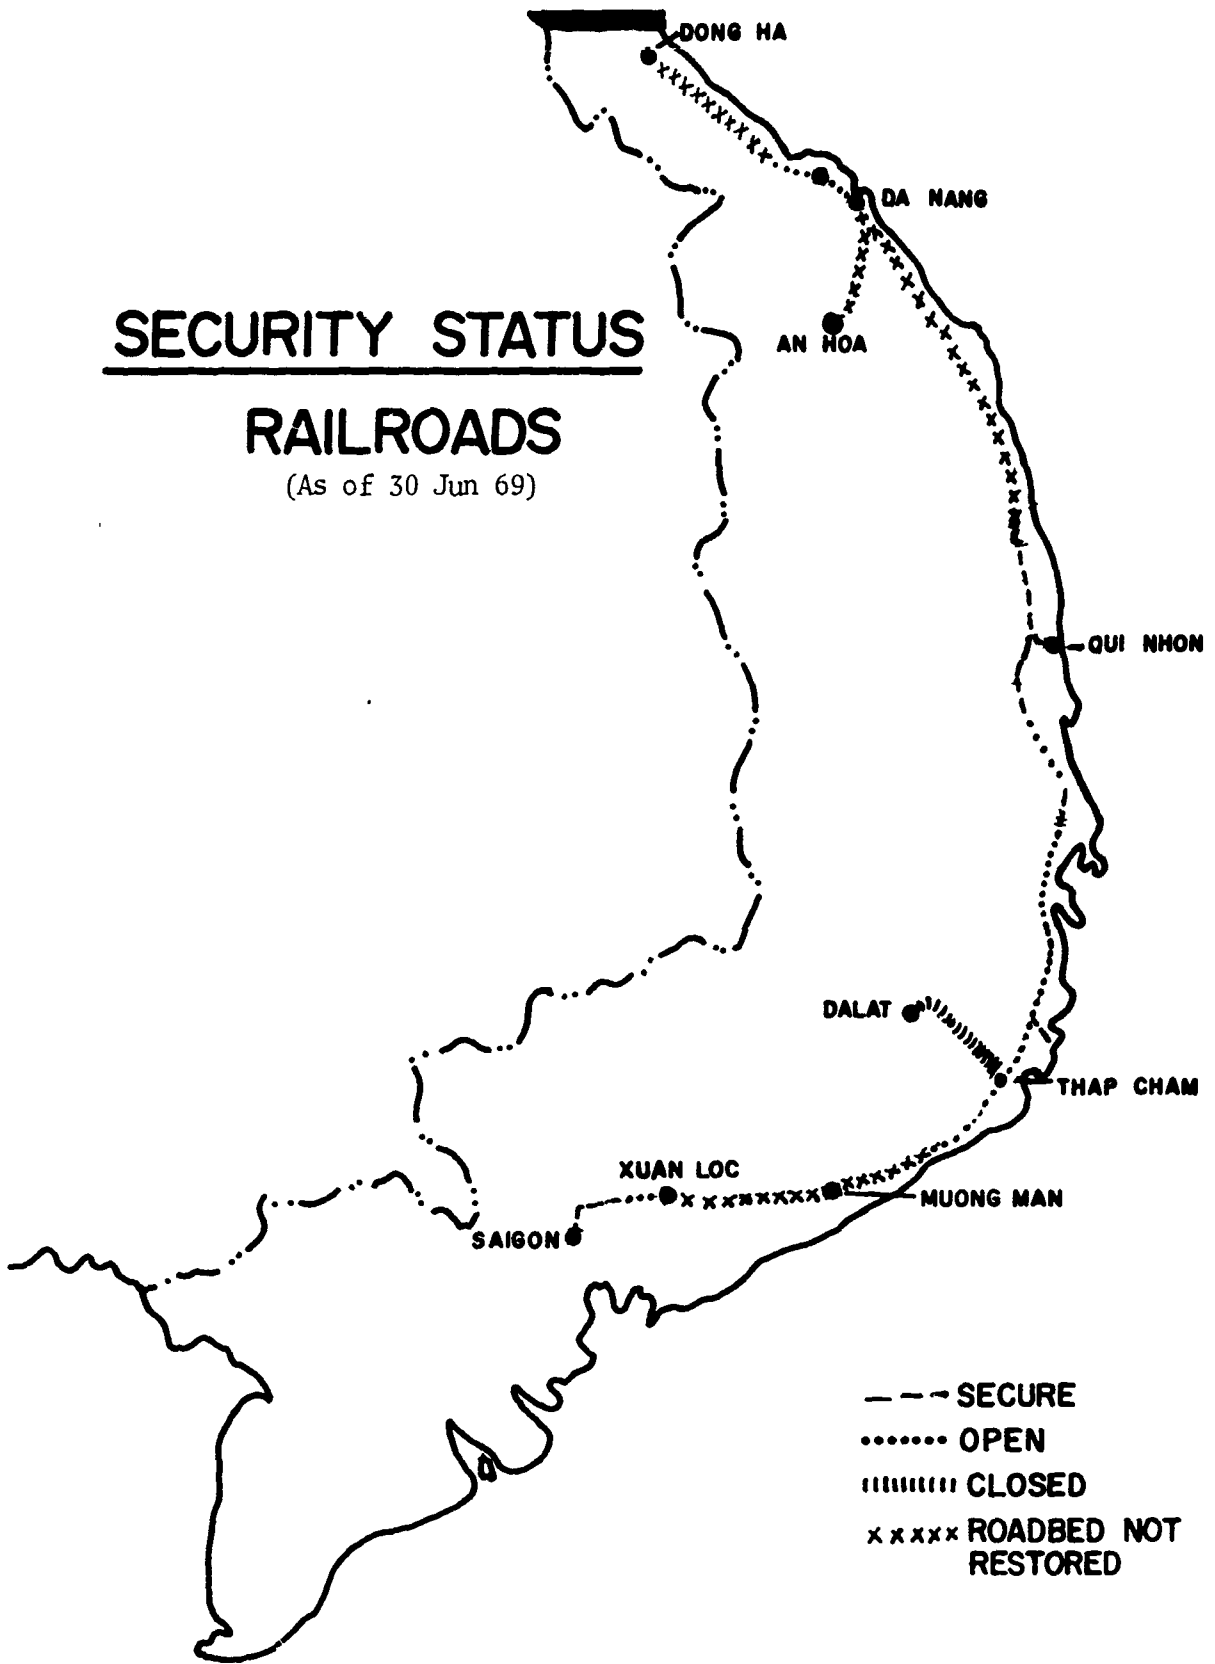 DONG HA
DA NANG
SECURITY STATUS
AN HOA
RAILROADS
(As of 30 Jun 69)
QUI NHON
DALAT
THAP CHAM
XUAN LOC
MUONG MAN
SAIGON
SECURE
OPEN
CLOSED
ROADBED NOT
RESTORED